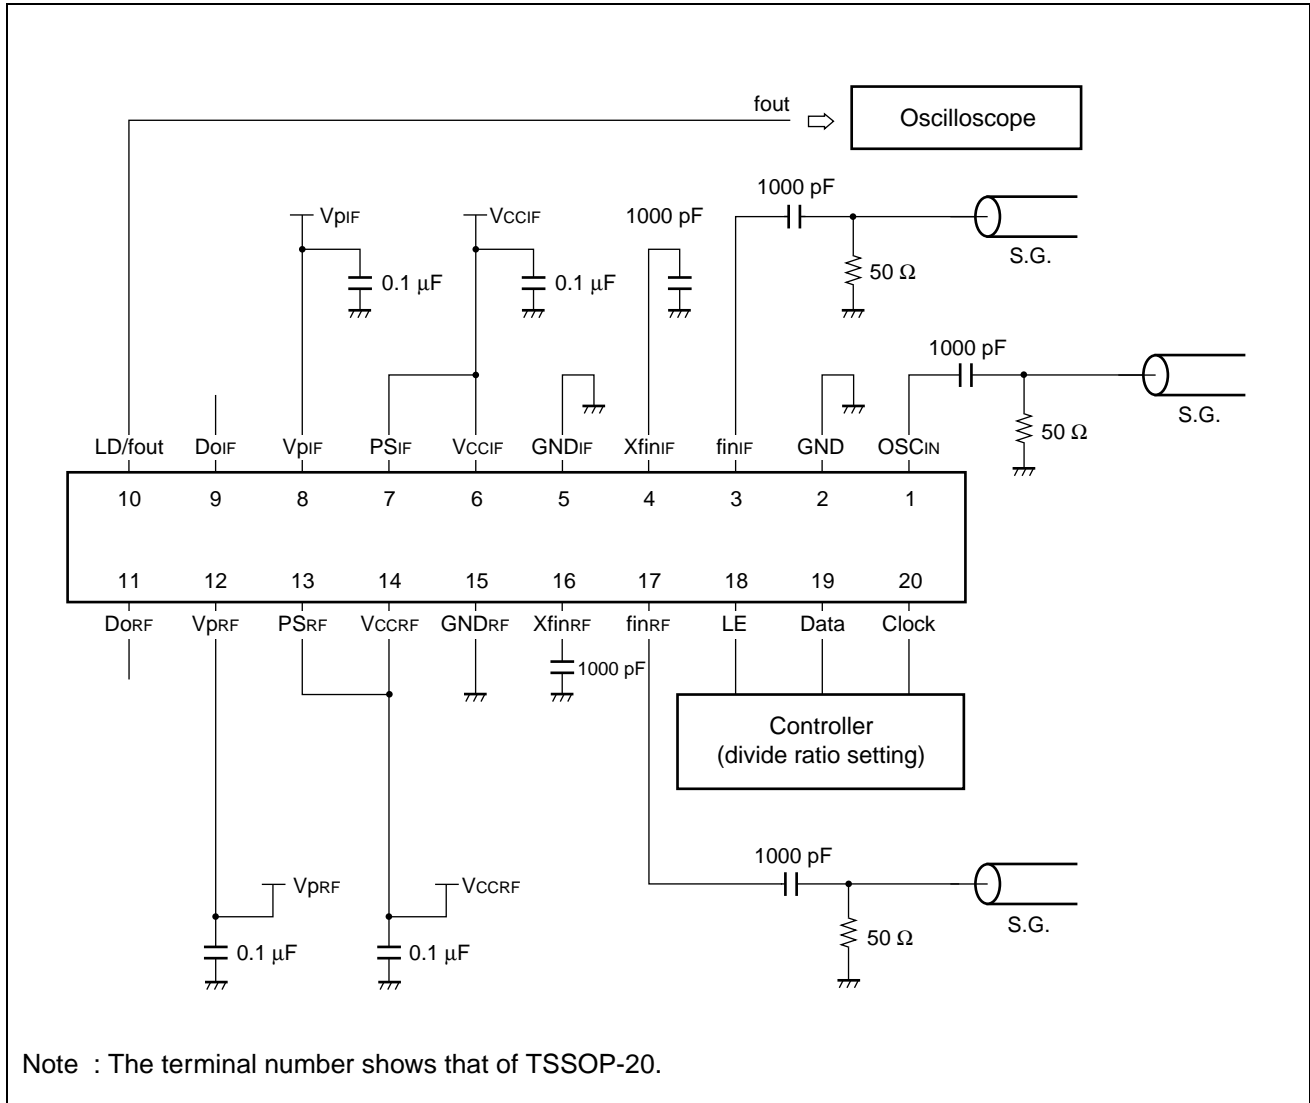 fout
Oscilloscope
1000 pF
S.G.
50 Ω
VpIF
0.1 µF
VCCIF
0.1 µF
1000 pF
1000 pF
S.G.
50 Ω
LD/fout DoIF VpIF PSIF VCCIF GNDIF XfinIF finIF GND OSCIN
10 9 8 7 6 5 4 3 2 1
11 12 13 14 15 16 17 18 19 20
DoRF VpRF PSRF VCCRF GNDRF XfinRF finRF LE Data Clock
1000 pF
Controller
(divide ratio setting)
VpRF
0.1 µF
VCCRF
0.1 µF
1000 pF
S.G.
50 Ω
Note : The terminal number shows that of TSSOP-20.